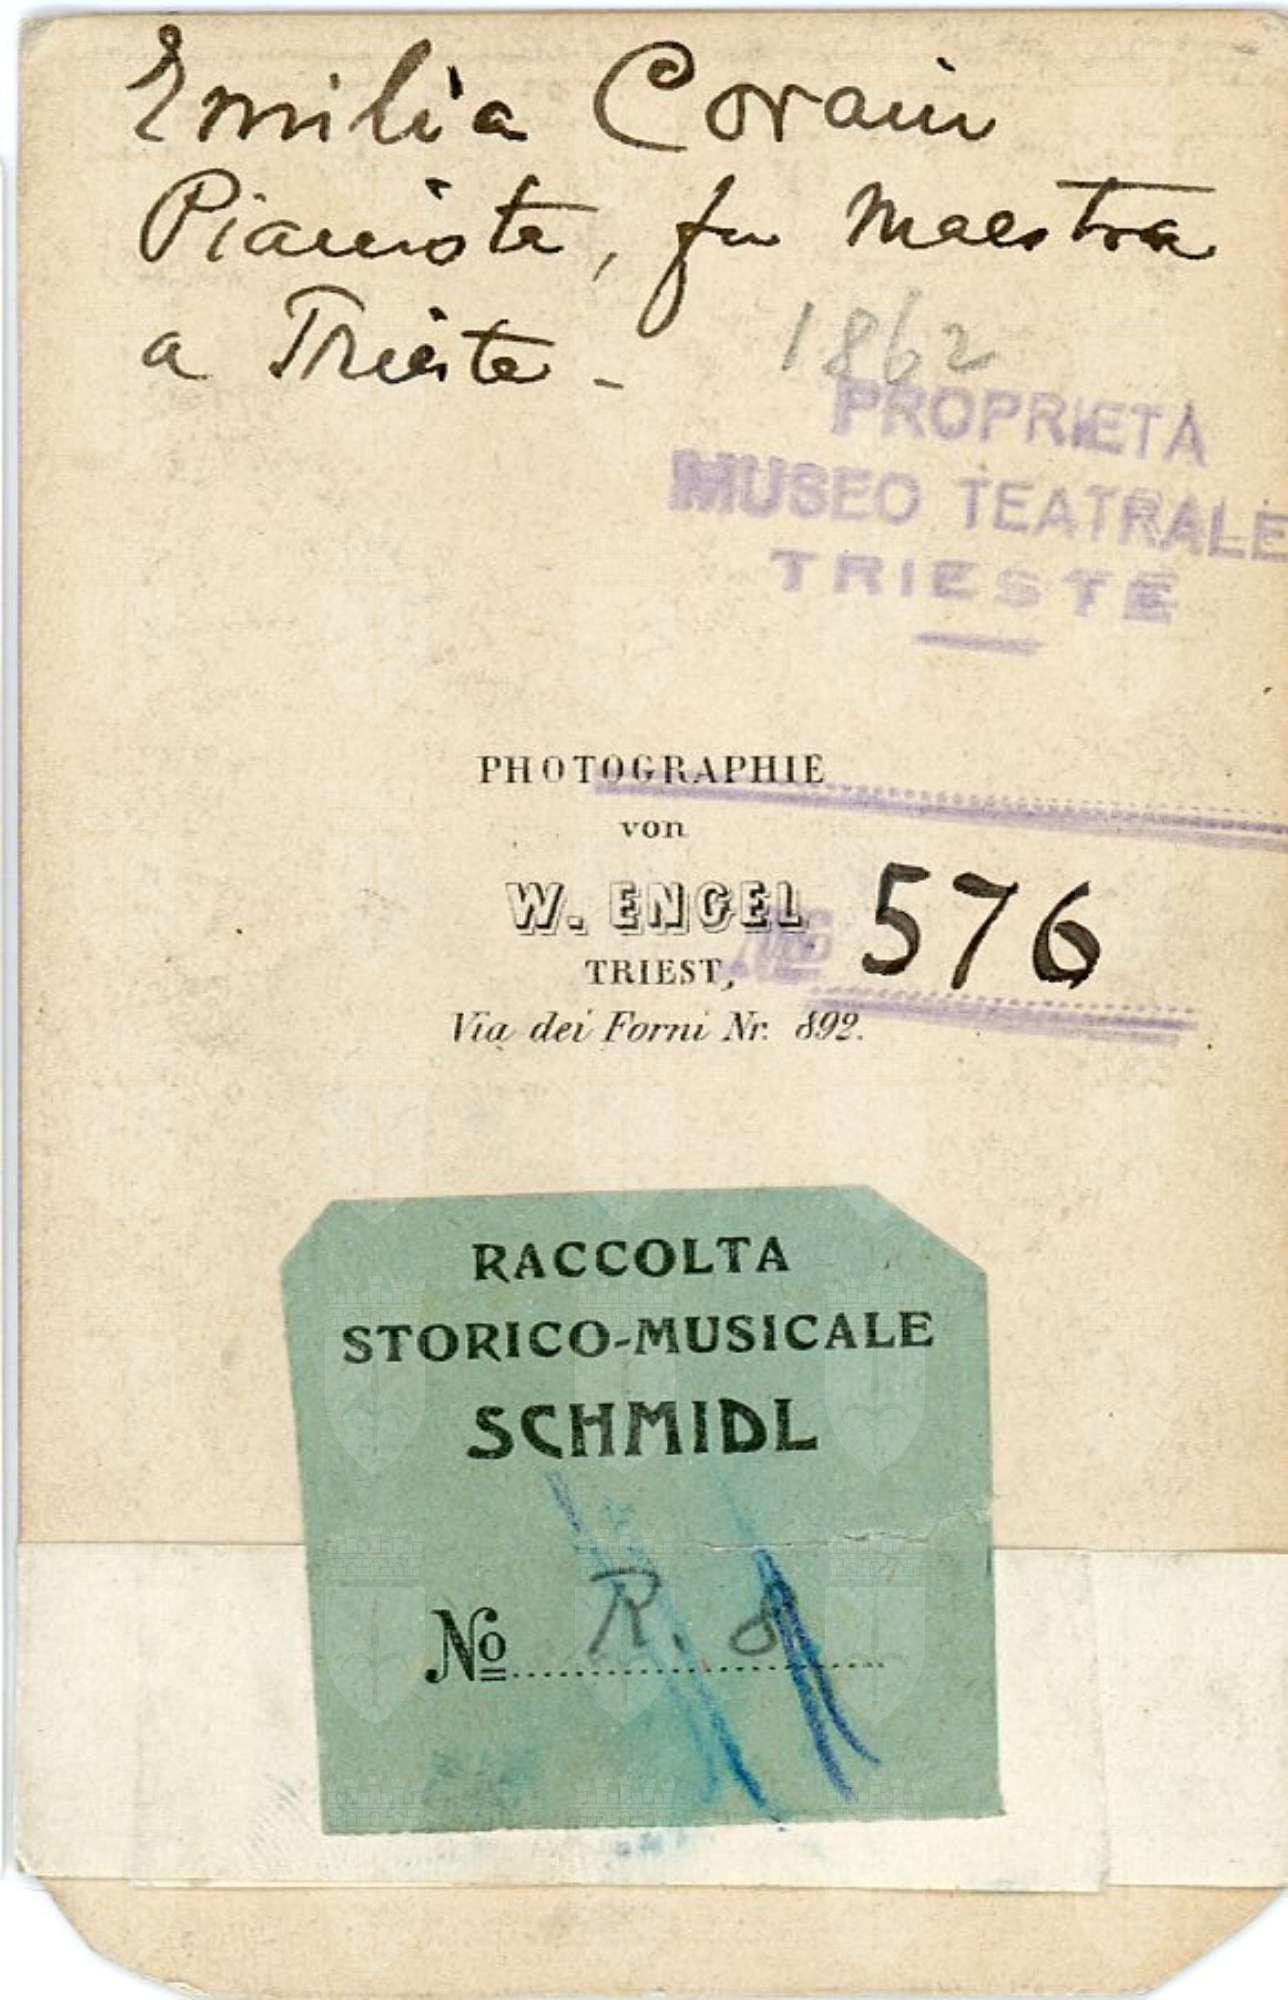 Emilia Corain
Pianista, fu Maestra
a Trieste -
1862
PROPRIETÀ
MUSEO TEATRALE
TRIESTE
PHOTOGRAPHIE
von
W. ENGEL
TRIEST,
Via dei Forni Nr. 892.
No 576
RACCOLTA
STORICO-MUSICALE
SCHMIDL
No R. 8